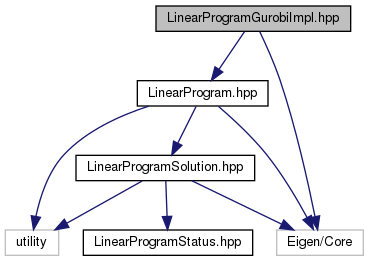 LinearProgramGurobiImpl.hpp
LinearProgram.hpp
LinearProgramSolution.hpp
utility
LinearProgramStatus.hpp
Eigen/Core